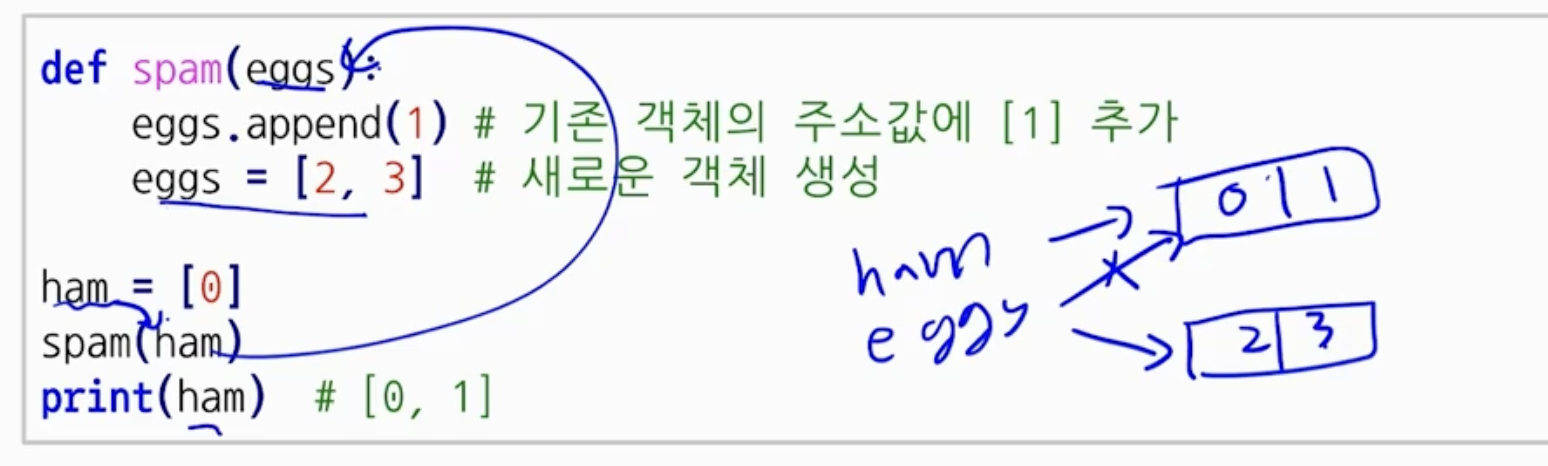 def spam(eggs):
    eggs.append(1) # 기존 객체의 주소값에 [1] 추가
    eggs = [2, 3]  # 새로운 객체 생성
ham = [0]
spam(ham)
print(ham)  # [0, 1]
ham
eggs
0 1
2 3